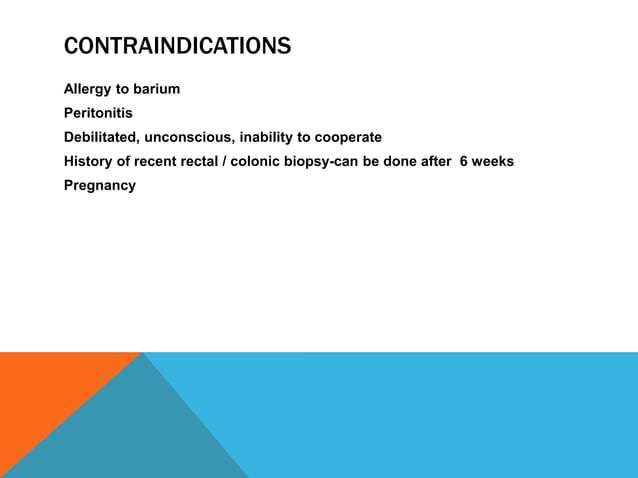 CONTRAINDICATIONS
Allergy to barium
Peritonitis
Debilitated, unconscious, inability to cooperate
History of recent rectal / colonic biopsy-can be done after  6 weeks
Pregnancy